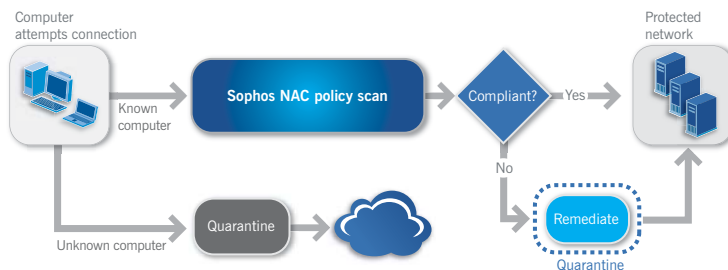 Computer
attempts connection
Protected
network
Known
computer
Sophos NAC policy scan
Compliant?
Yes
No
Unknown computer
Quarantine
Remediate
Quarantine